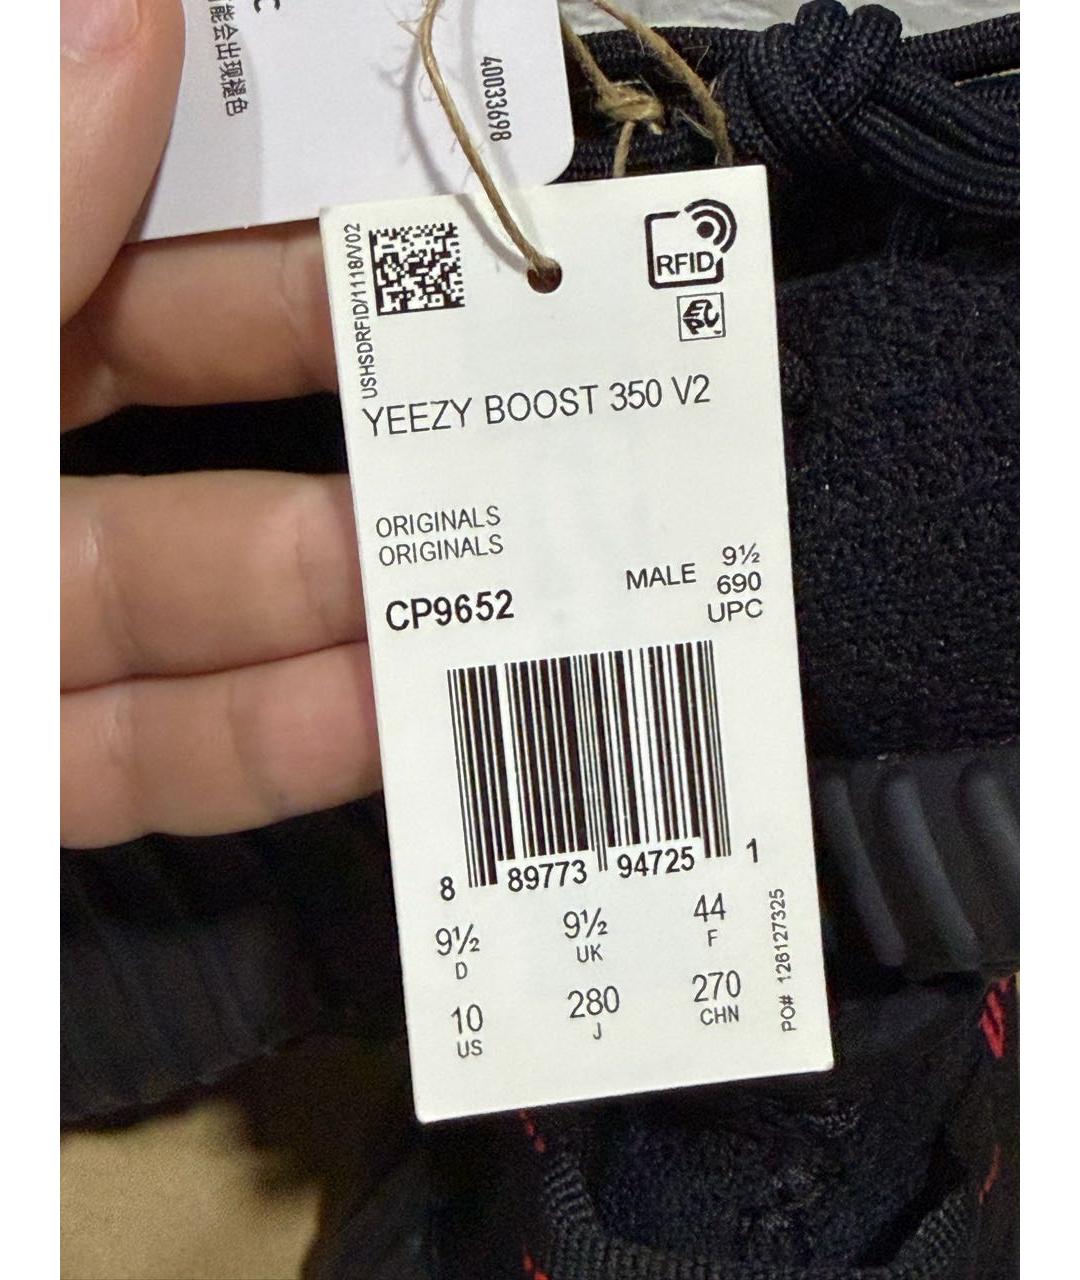 能会出现褪色
40033698
USHSDRFID/1118/V02
RFID
YEEZY BOOST 350 V2
ORIGINALS
ORIGINALS
MALE 9½
690
UPC
CP9652
8 89773 94725 1
9½ 9½ 44
D UK F
10 280 270
US J CHN
PO# 126127325